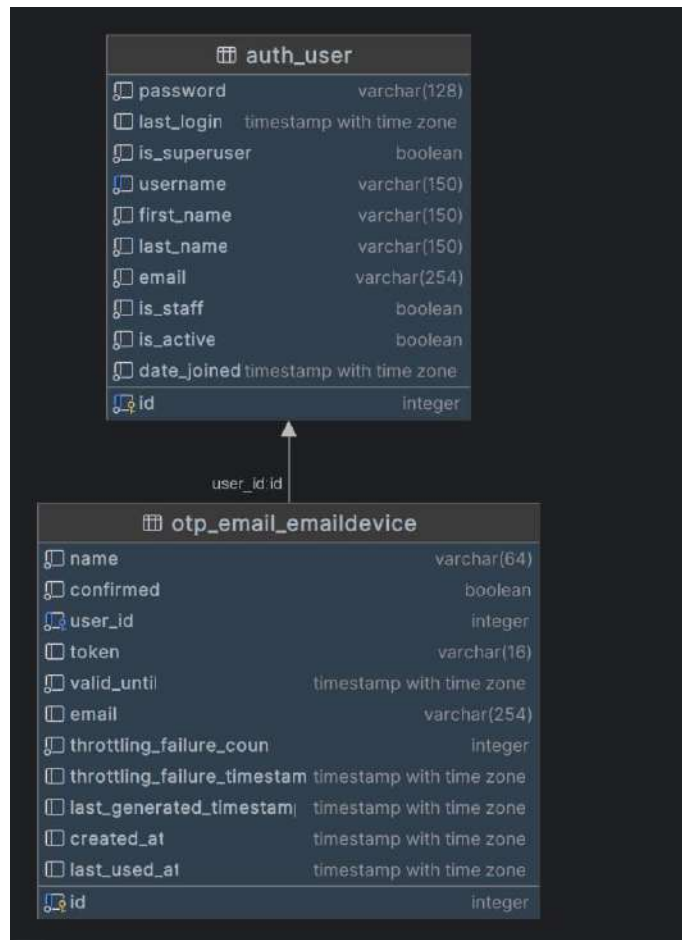 auth_user
password varchar(128)
last_login timestamp with time zone
is_superuser boolean
username varchar(150)
first_name varchar(150)
last_name varchar(150)
email varchar(254)
is_staff boolean
is_active boolean
date_joined timestamp with time zone
id integer
user_id:id
otp_email_emaildevice
name varchar(64)
confirmed boolean
user_id integer
token varchar(16)
valid_until timestamp with time zone
email varchar(254)
throttling_failure_coun integer
throttling_failure_timestam timestamp with time zone
last_generated_timestam timestamp with time zone
created_at timestamp with time zone
last_used_at timestamp with time zone
id integer